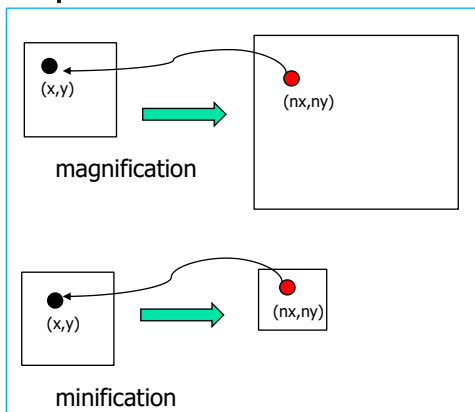 (x,y)
(nx,ny)
magnification
(x,y)
(nx,ny)
minification